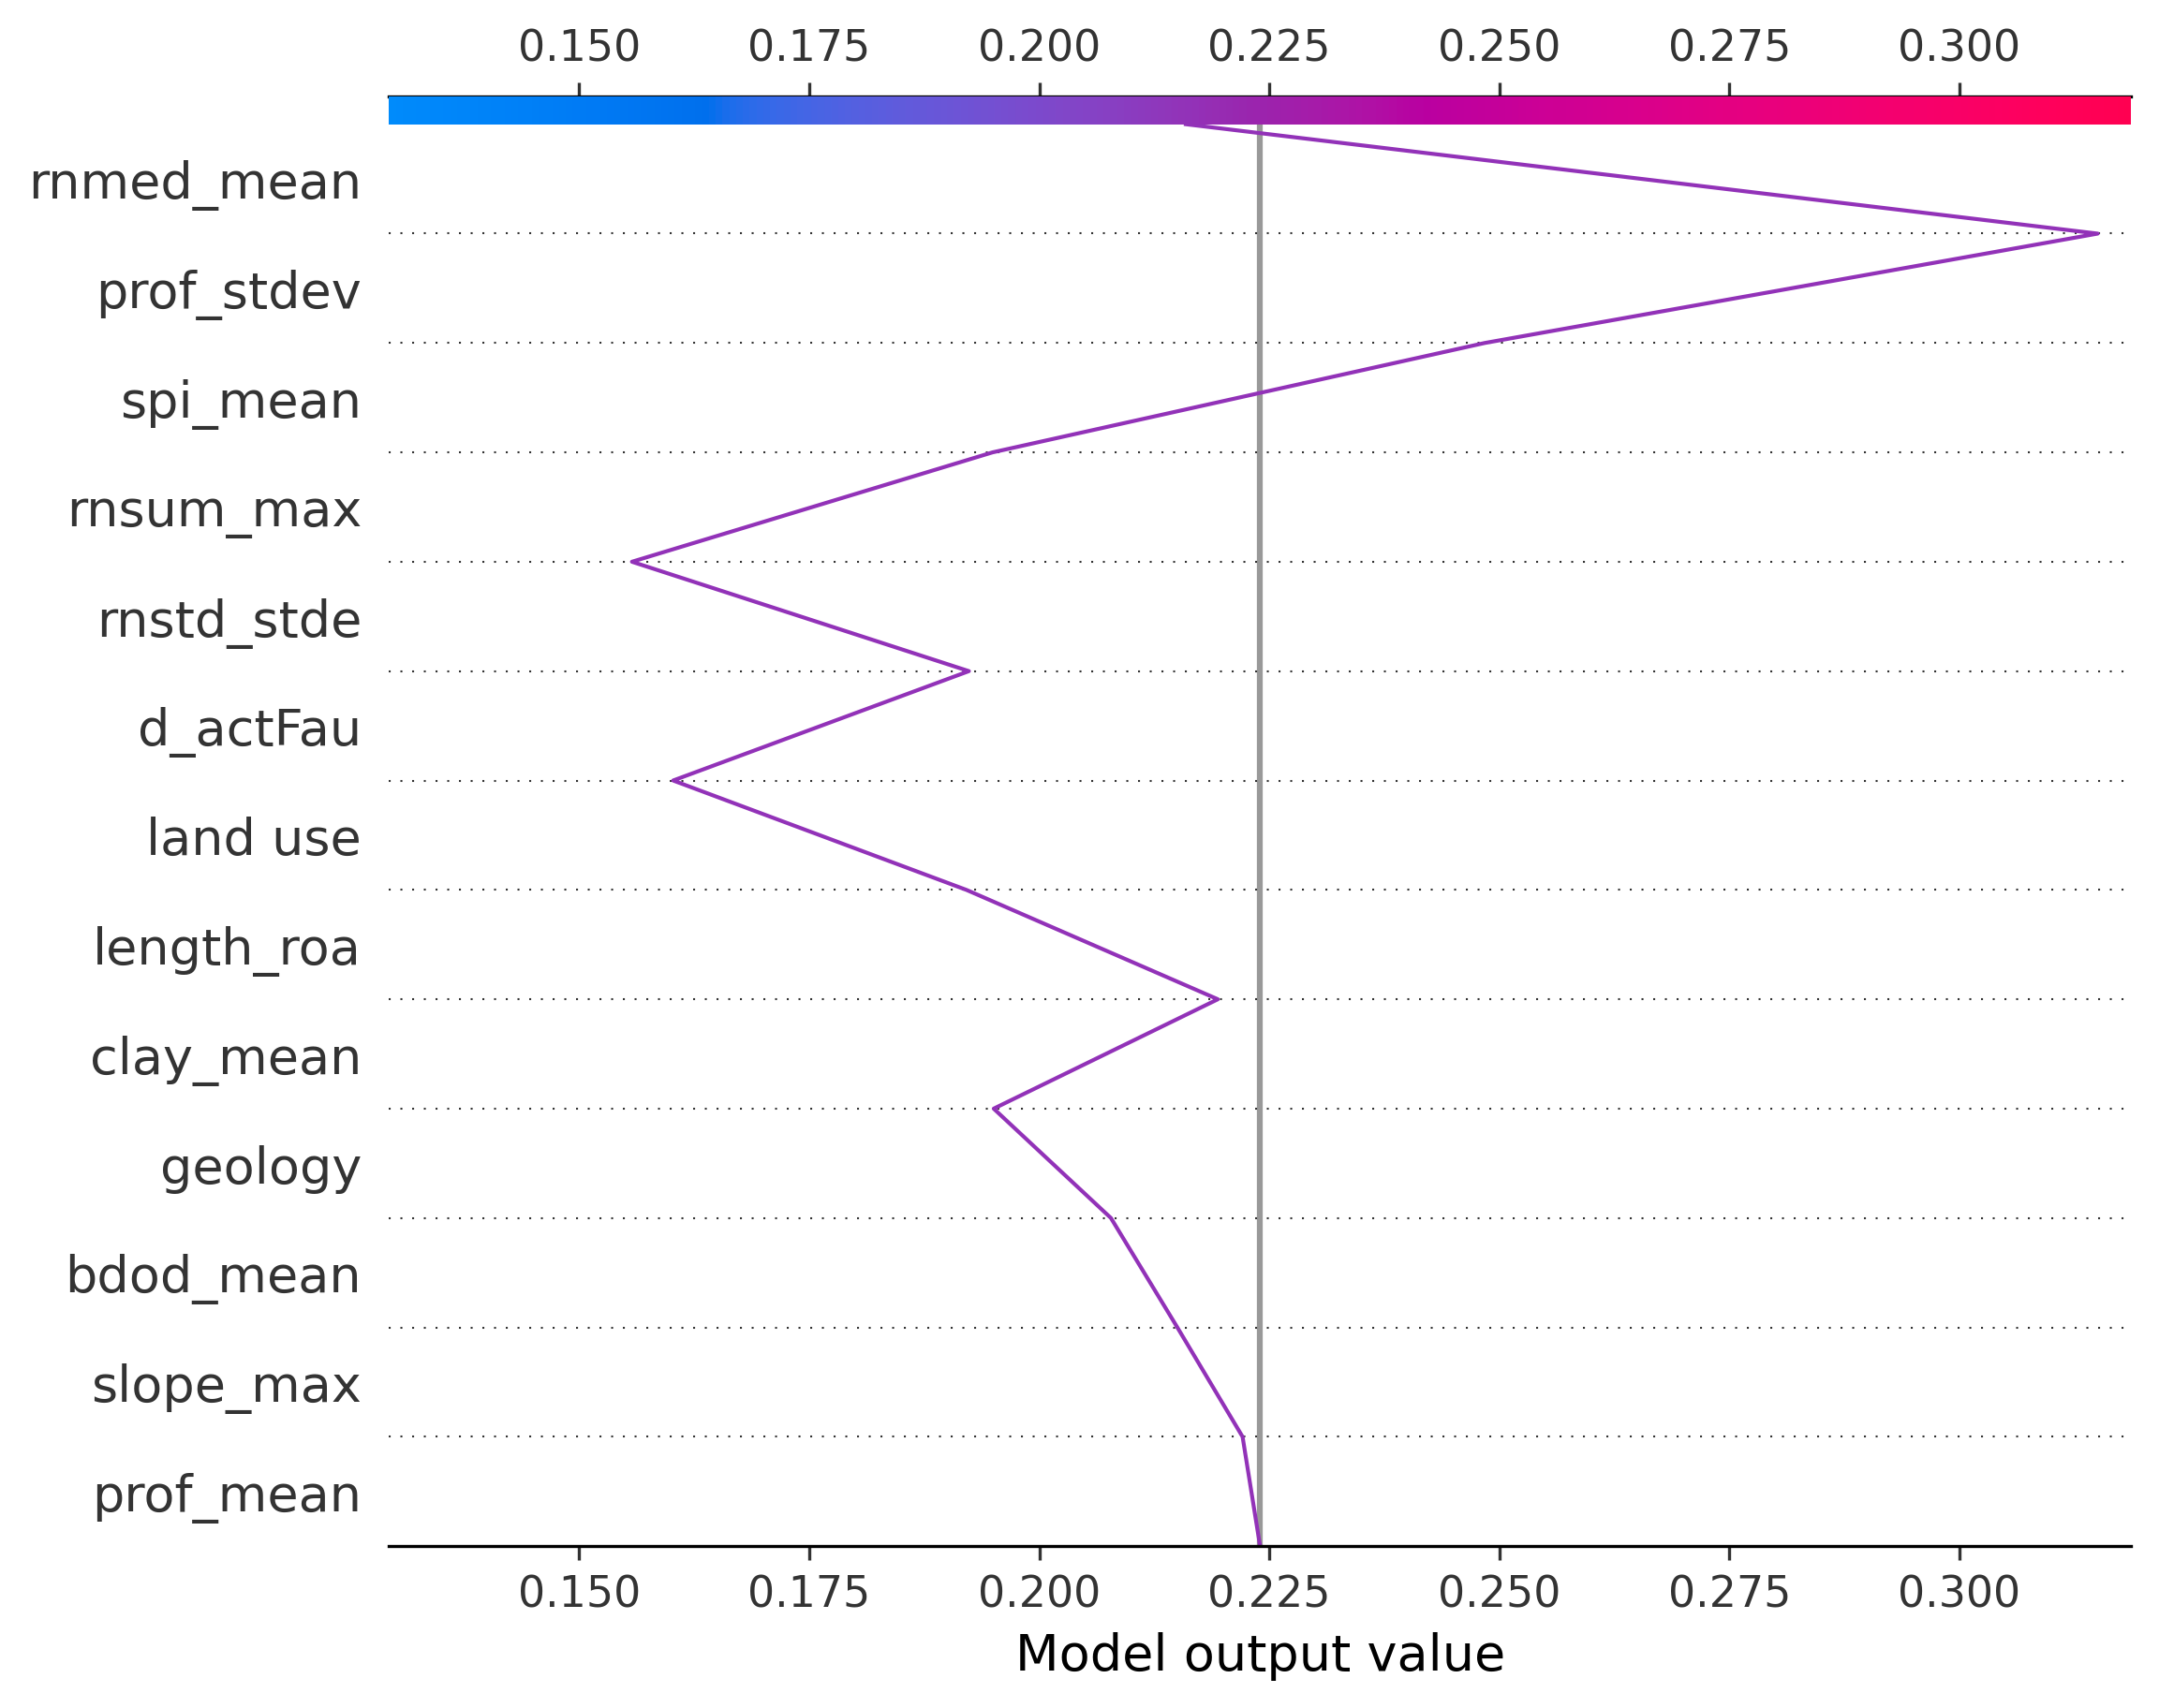 0.150 0.175 0.200 0.225 0.250 0.275 0.300
rnmed_mean
prof_stdev
spi_mean
rnsum_max
rnstd_stde
d_actFau
land use
length_roa
clay_mean
geology
bdod_mean
slope_max
prof_mean
0.150 0.175 0.200 0.225 0.250 0.275 0.300
Model output value